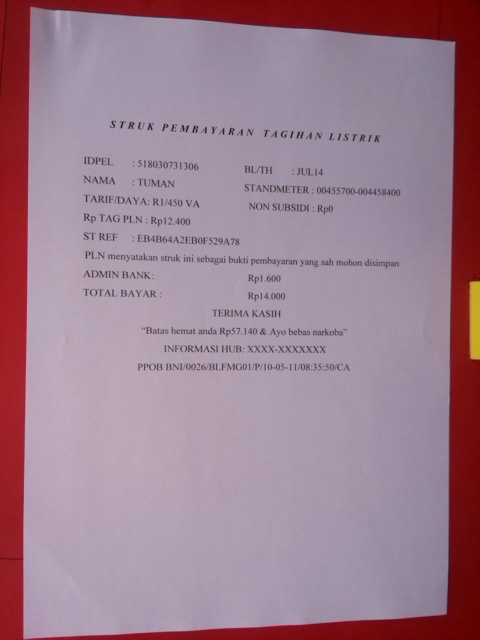 STRUK PEMBAYARAN TAGIHAN LISTRIK
IDPEL : 518030731306 BL/TH : JUL14
NAMA : TUMAN STANDMETER : 00455700-004458400
TARIF/DAYA: R1/450 VA NON SUBSIDI : Rp0
Rp TAG PLN : Rp12.400
ST REF : EB4B64A2EB0F529A78
PLN menyatakan struk ini sebagai bukti pembayaran yang sah mohon disimpan
ADMIN BANK: Rp1.600
TOTAL BAYAR : Rp14.000
TERIMA KASIH
“Batas hemat anda Rp57.140 & Ayo bebas narkoba”
INFORMASI HUB: XXXX-XXXXXXX
PPOB BNI/0026/BLFMG01/P/10-05-11/08:35:50/CA